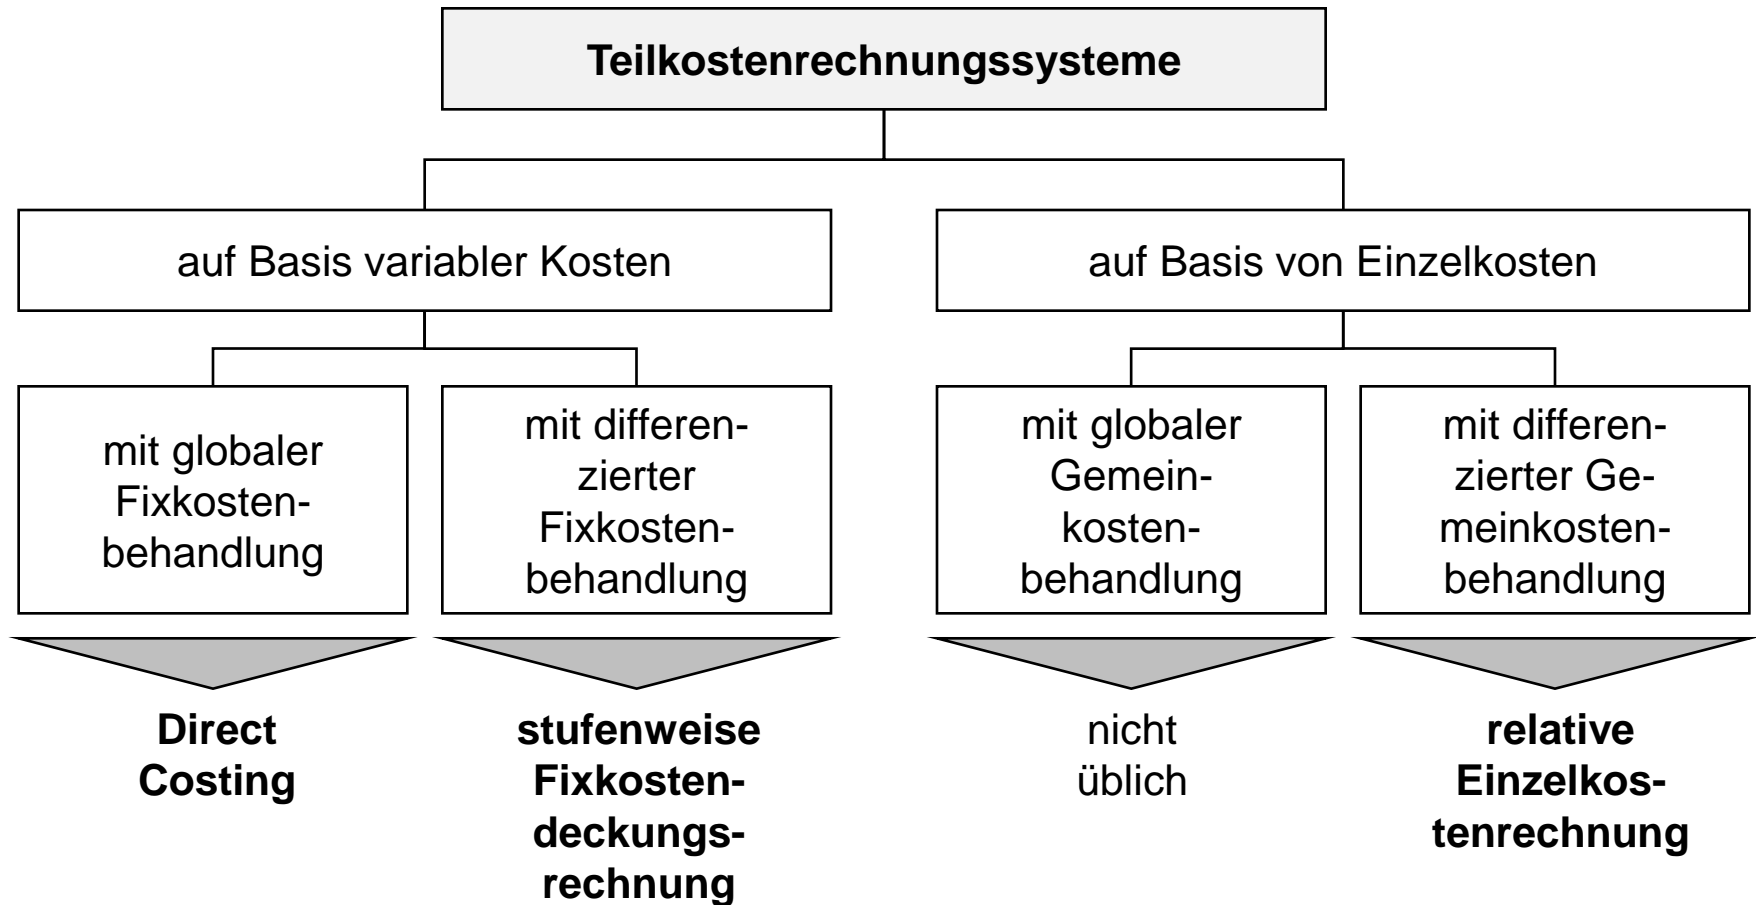 Teilkostenrechnungssysteme
auf Basis variabler Kosten
auf Basis von Einzelkosten
mit globaler
Fixkosten-
behandlung
mit differen-
zierter
Fixkosten-
behandlung
mit globaler
Gemein-
kosten-
behandlung
mit differen-
zierter Ge-
meinkosten-
behandlung
Direct
Costing
stufenweise
Fixkosten-
deckungs-
rechnung
nicht
üblich
relative
Einzelkos-
tenrechnung